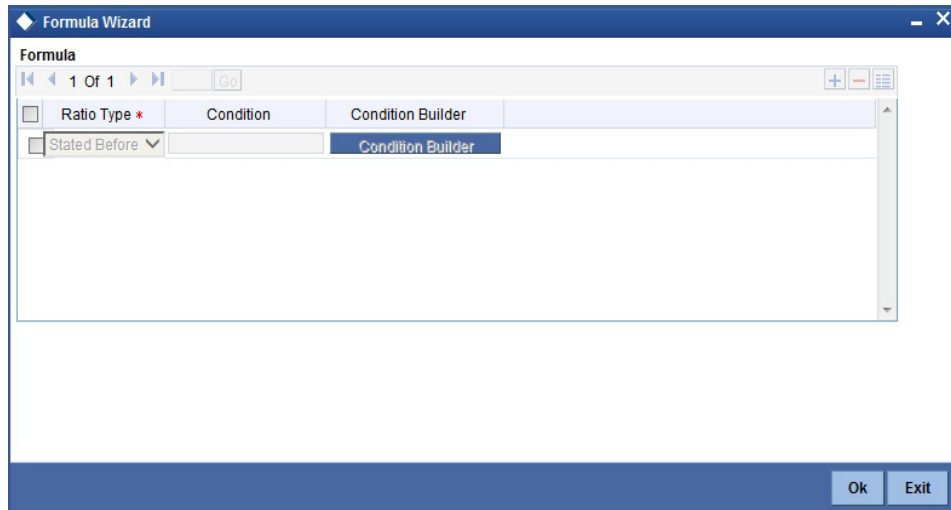 Formula Wizard
Formula
1 Of 1 Go
Ratio Type * Condition Condition Builder
Stated Before Condition Builder
Ok Exit